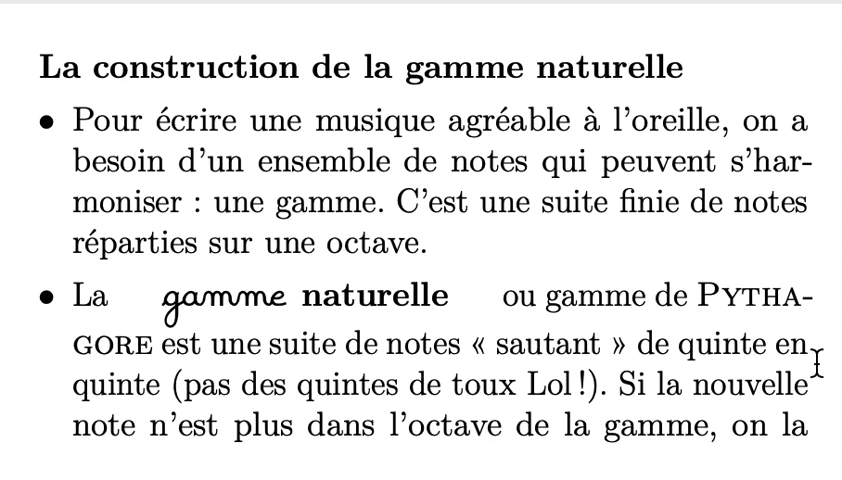 La construction de la gamme naturelle
• Pour écrire une musique agréable à l'oreille, on a
besoin d'un ensemble de notes qui peuvent s'har-
moniser : une gamme. C'est une suite finie de notes
réparties sur une octave.
• La gamme naturelle ou gamme de PYTHA-
GORE est une suite de notes « sautant » de quinte en
quinte (pas des quintes de toux Lol !). Si la nouvelle
note n'est plus dans l'octave de la gamme, on la